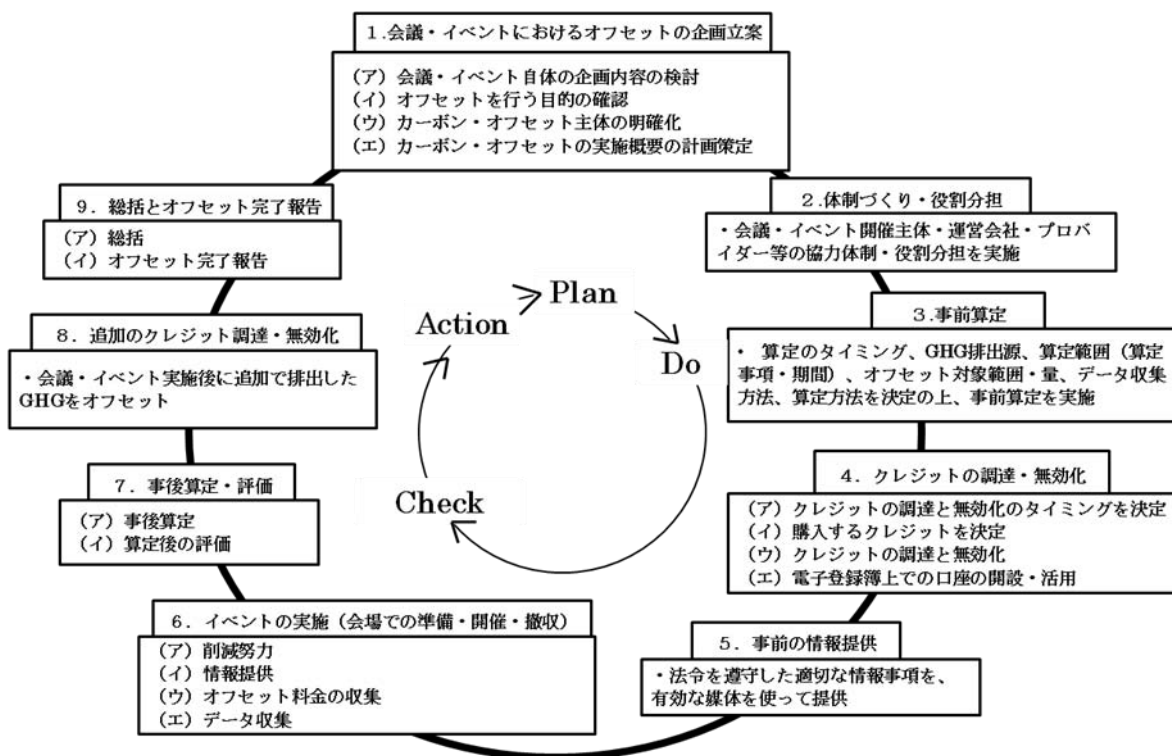 1.会議・イベントにおけるオフセットの企画立案
（ア）会議・イベント自体の企画内容の検討
（イ）オフセットを行う目的の確認
（ウ）カーボン・オフセット主体の明確化
（エ）カーボン・オフセットの実施概要の計画策定
2.体制づくり・役割分担
・会議・イベント開催主体・運営会社・プロバ
イダー等の協力体制・役割分担を実施
3.事前算定
・ 算定のタイミング、GHG排出源、算定範囲（算定
事項・期間）、オフセット対象範囲・量、データ収集
方法、算定方法を決定の上、事前算定を実施
4．クレジットの調達・無効化
（ア）クレジットの調達と無効化のタイミングを決定
（イ）購入するクレジットを決定
（ウ）クレジットの調達と無効化
（エ）電子登録簿上での口座の開設・活用
5．事前の情報提供
・法令を遵守した適切な情報事項を、
有効な媒体を使って提供
6．イベントの実施（会場での準備・開催・撤収）
（ア）削減努力
（イ）情報提供
（ウ）オフセット料金の収集
（エ）データ収集
7．事後算定・評価
（ア）事後算定
（イ）算定後の評価
8．追加のクレジット調達・無効化
・会議・イベント実施後に追加で排出した
GHGをオフセット
9．総括とオフセット完了報告
（ア）総括
（イ）オフセット完了報告
Plan
Do
Check
Action